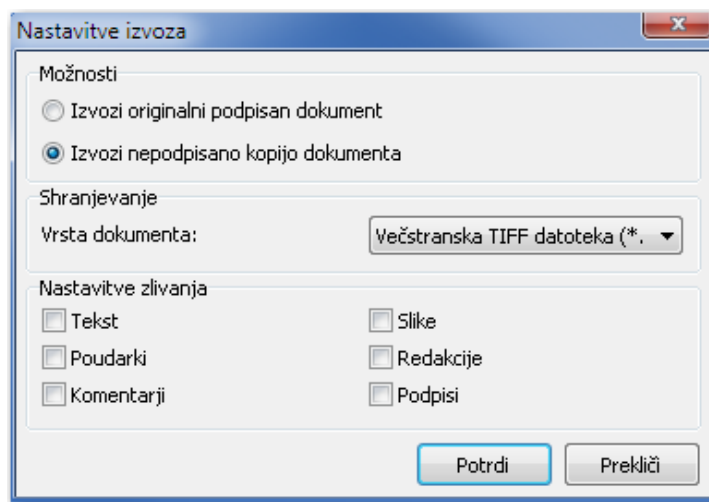 Nastavitve izvoza
Možnosti
Izvozi originalni podpisan dokument
Izvozi nepodpisano kopijo dokumenta
Shranjevanje
Vrsta dokumenta: Večstranska TIFF datoteka (*.
Nastavitve zlivanja
Tekst Slike
Poudarki Redakcije
Komentarji Podpisi
Potrdi Prekliči